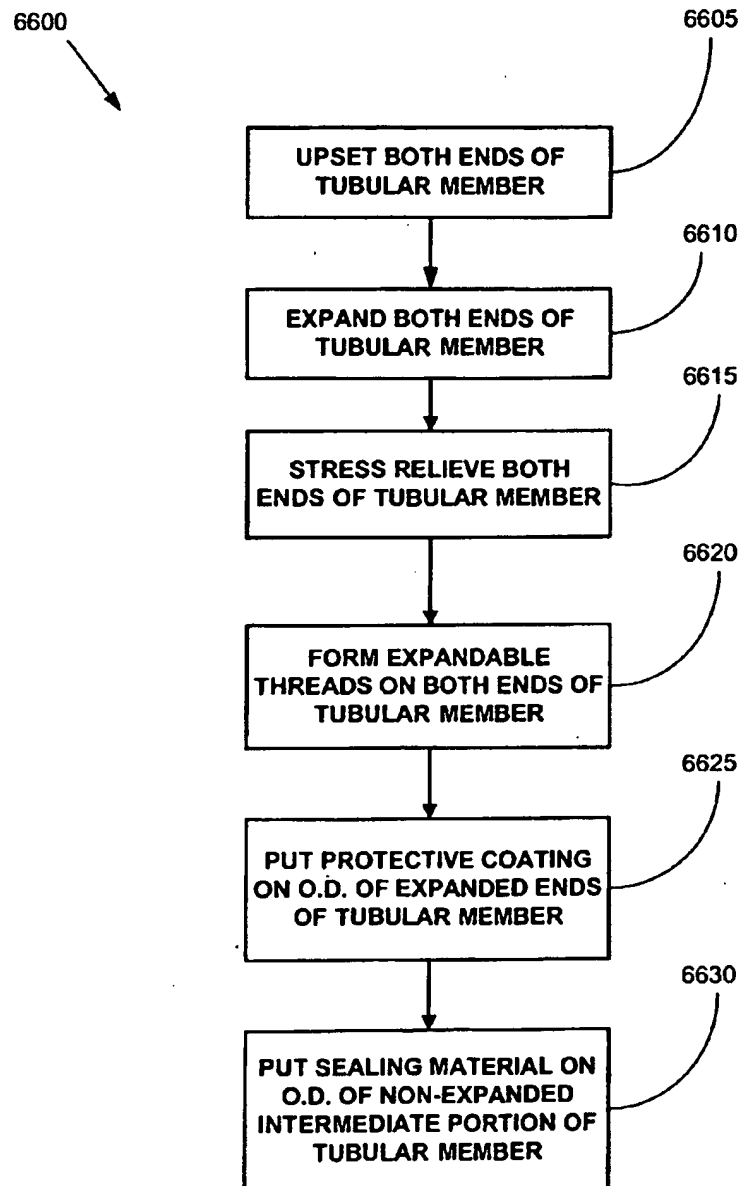 6600
6605
UPSET BOTH ENDS OF
TUBULAR MEMBER
6610
EXPAND BOTH ENDS OF
TUBULAR MEMBER
6615
STRESS RELIEVE BOTH
ENDS OF TUBULAR MEMBER
6620
FORM EXPANDABLE
THREADS ON BOTH ENDS OF
TUBULAR MEMBER
6625
PUT PROTECTIVE COATING
ON O.D. OF EXPANDED ENDS
OF TUBULAR MEMBER
6630
PUT SEALING MATERIAL ON
O.D. OF NON-EXPANDED
INTERMEDIATE PORTION OF
TUBULAR MEMBER